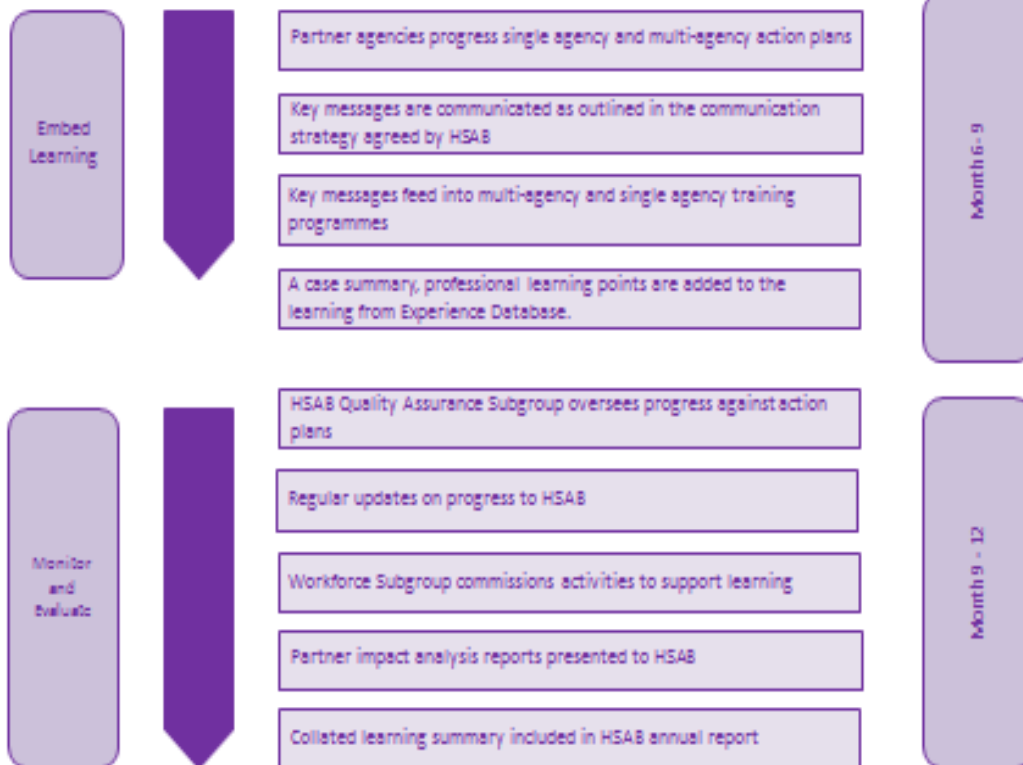 Embed
Learning
Partner agencies progress single agency and multi-agency action plans
Key messages are communicated as outlined in the communication
strategy agreed by HSAB
Key messages feed into multi-agency and single agency training
programmes
A case summary, professional learning points are added to the
learning from Experience Database.
Month 6-9
Monitor
and
Evaluate
HSAB Quality Assurance Subgroup oversees progress against action
plans
Regular updates on progress to HSAB
Workforce Subgroup commissions activities to support learning
Partner impact analysis reports presented to HSAB
Collated learning summary included in HSAB annual report
Month 9 - 12